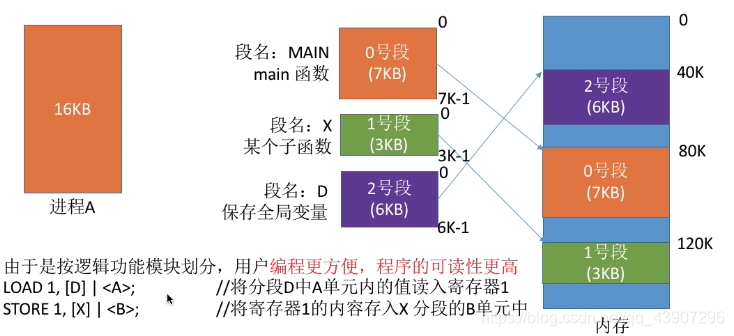 16KB
进程A
段名：MAIN
main 函数
段名：X
某个子函数
段名：D
保存全局变量
0
0号段
(7KB)
7K-1
0
1号段
(3KB)
3K-1
0
2号段
(6KB)
6K-1
0
2号段
(6KB)
40K
0号段
(7KB)
80K
1号段
(3KB)
120K
内存
由于是按逻辑功能模块划分，用户编程更方便，程序的可读性更高
LOAD 1, [D] | <A>; //将分段D中A单元内的值读入寄存器1
STORE 1, [X] | <B>; //将寄存器1的内容存入X 分段的B单元中
https://blog.csdn.net/qq_43907296